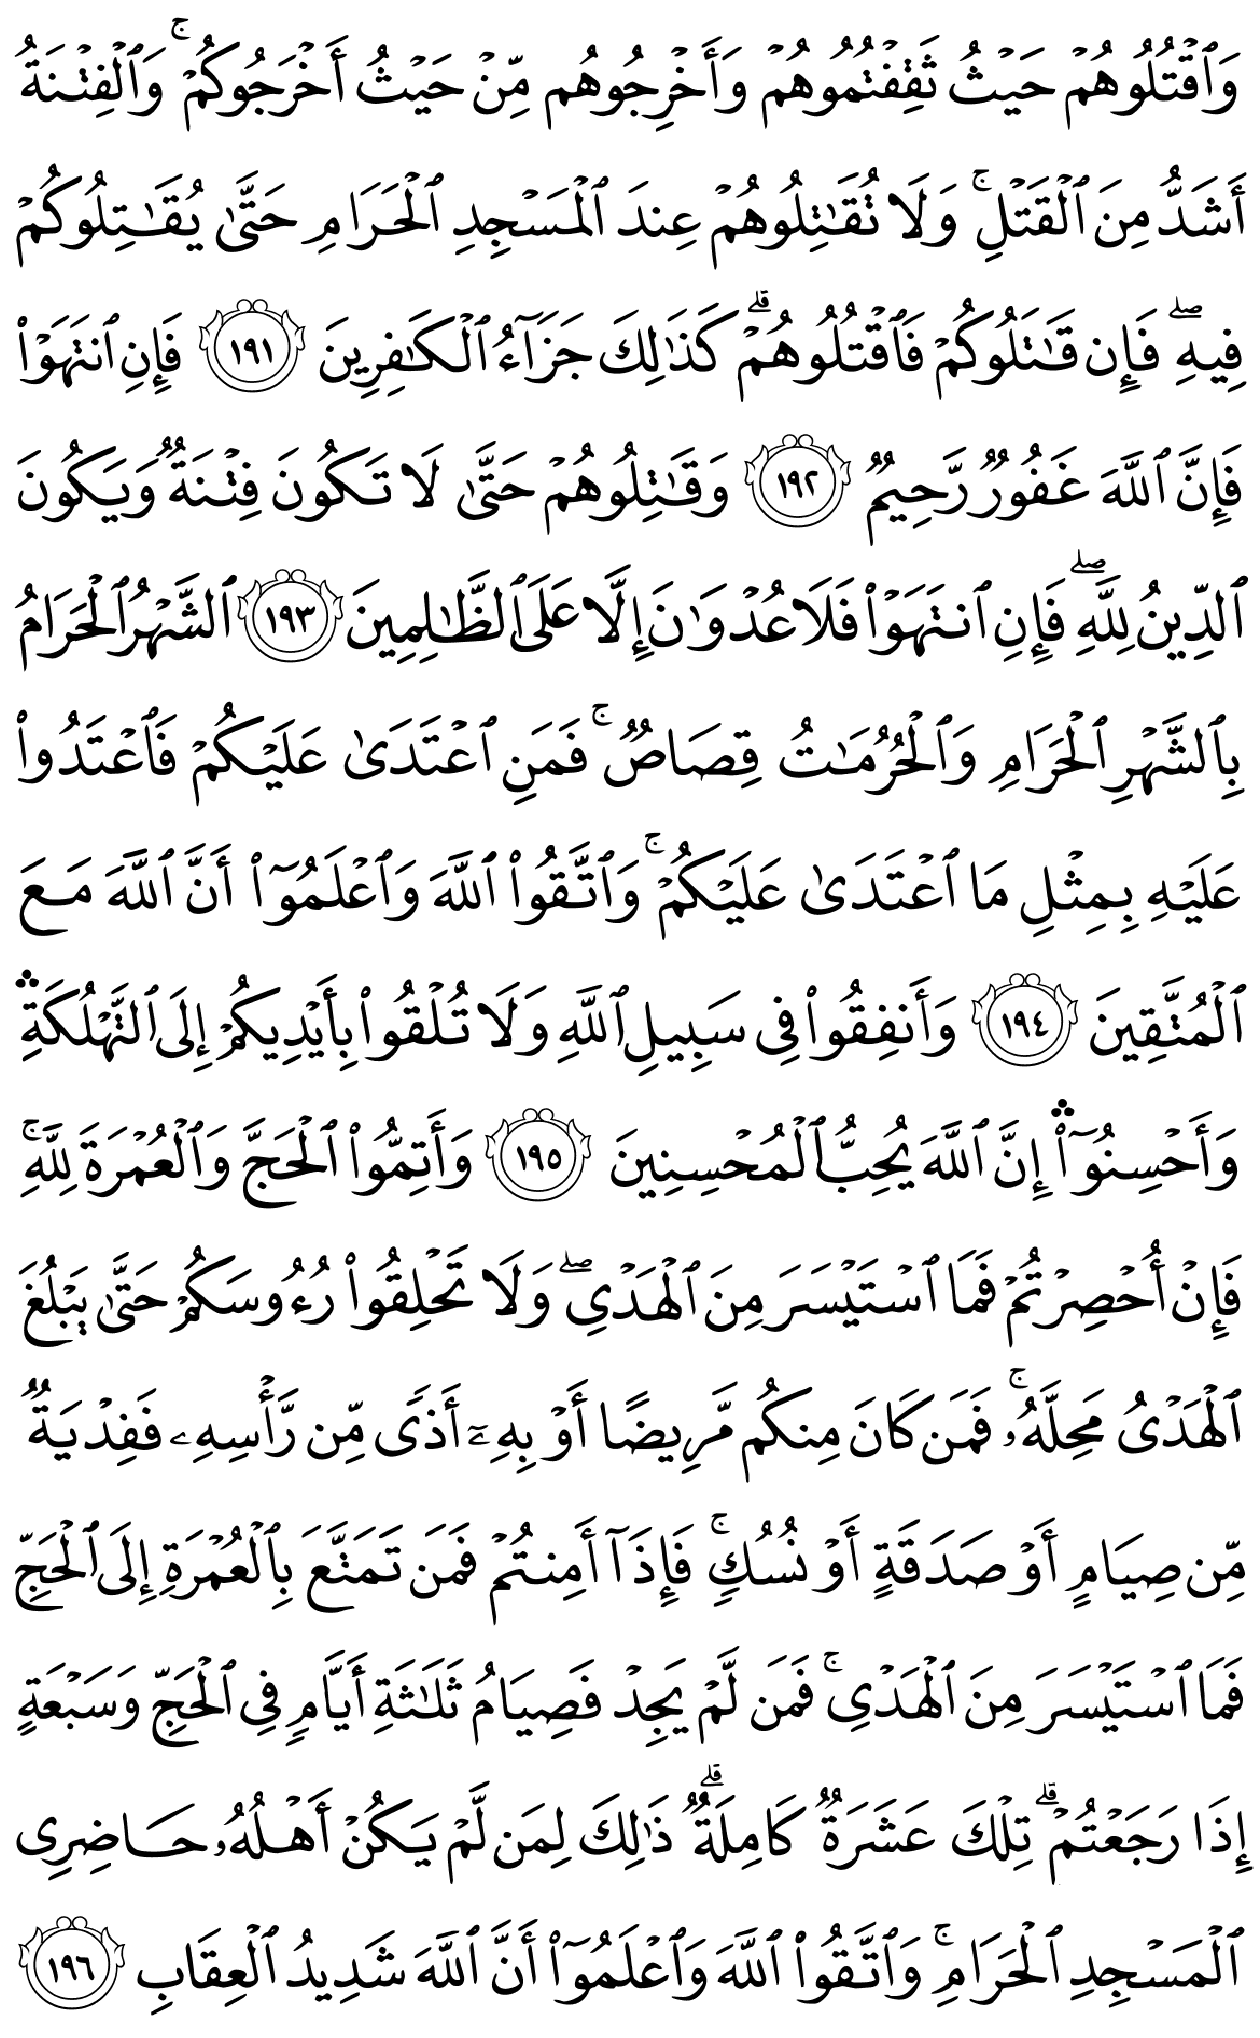 وَٱقۡتُلُوهُمۡ حَيۡثُ ثَقِفۡتُمُوهُمۡ وَأَخۡرِجُوهُم مِّنۡ حَيۡثُ أَخۡرَجُوكُمۡۚ وَٱلۡفِتۡنَةُ
أَشَدُّ مِنَ ٱلۡقَتۡلِۚ وَلَا تُقَٰتِلُوهُمۡ عِندَ ٱلۡمَسۡجِدِ ٱلۡحَرَامِ حَتَّىٰ يُقَٰتِلُوكُمۡ
فِيهِۖ فَإِن قَٰتَلُوكُمۡ فَٱقۡتُلُوهُمۡۗ كَذَٰلِكَ جَزَآءُ ٱلۡكَٰفِرِينَ ١٩١ فَإِنِ ٱنتَهَوۡاْ
فَإِنَّ ٱللَّهَ غَفُورٞ رَّحِيمٞ ١٩٢ وَقَٰتِلُوهُمۡ حَتَّىٰ لَا تَكُونَ فِتۡنَةٞ وَيَكُونَ
ٱلدِّينُ لِلَّهِۖ فَإِنِ ٱنتَهَوۡاْ فَلَا عُدۡوَٰنَ إِلَّا عَلَى ٱلظَّٰلِمِينَ ١٩٣ ٱلشَّهۡرُ ٱلۡحَرَامُ
بِٱلشَّهۡرِ ٱلۡحَرَامِ وَٱلۡحُرُمَٰتُ قِصَاصٞۚ فَمَنِ ٱعۡتَدَىٰ عَلَيۡكُمۡ فَٱعۡتَدُواْ
عَلَيۡهِ بِمِثۡلِ مَا ٱعۡتَدَىٰ عَلَيۡكُمۡۚ وَٱتَّقُواْ ٱللَّهَ وَٱعۡلَمُوٓاْ أَنَّ ٱللَّهَ مَعَ
ٱلۡمُتَّقِينَ ١٩٤ وَأَنفِقُواْ فِي سَبِيلِ ٱللَّهِ وَلَا تُلۡقُواْ بِأَيۡدِيكُمۡ إِلَى ٱلتَّهۡلُكَةِۛ
وَأَحۡسِنُوٓاْۛ إِنَّ ٱللَّهَ يُحِبُّ ٱلۡمُحۡسِنِينَ ١٩٥ وَأَتِمُّواْ ٱلۡحَجَّ وَٱلۡعُمۡرَةَ لِلَّهِۚ
فَإِنۡ أُحۡصِرۡتُمۡ فَمَا ٱسۡتَيۡسَرَ مِنَ ٱلۡهَدۡيِۖ وَلَا تَحۡلِقُواْ رُءُوسَكُمۡ حَتَّىٰ يَبۡلُغَ
ٱلۡهَدۡيُ مَحِلَّهُۥۚ فَمَن كَانَ مِنكُم مَّرِيضًا أَوۡ بِهِۦٓ أَذٗى مِّن رَّأۡسِهِۦ فَفِدۡيَةٞ
مِّن صِيَامٍ أَوۡ صَدَقَةٍ أَوۡ نُسُكٖۚ فَإِذَآ أَمِنتُمۡ فَمَن تَمَتَّعَ بِٱلۡعُمۡرَةِ إِلَى ٱلۡحَجِّ
فَمَا ٱسۡتَيۡسَرَ مِنَ ٱلۡهَدۡيِۚ فَمَن لَّمۡ يَجِدۡ فَصِيَامُ ثَلَٰثَةِ أَيَّامٖ فِي ٱلۡحَجِّ وَسَبۡعَةٍ
إِذَا رَجَعۡتُمۡۗ تِلۡكَ عَشَرَةٞ كَامِلَةٞۗ ذَٰلِكَ لِمَن لَّمۡ يَكُنۡ أَهۡلُهُۥ حَاضِرِي
ٱلۡمَسۡجِدِ ٱلۡحَرَامِۚ وَٱتَّقُواْ ٱللَّهَ وَٱعۡلَمُوٓاْ أَنَّ ٱللَّهَ شَدِيدُ ٱلۡعِقَابِ ١٩٦